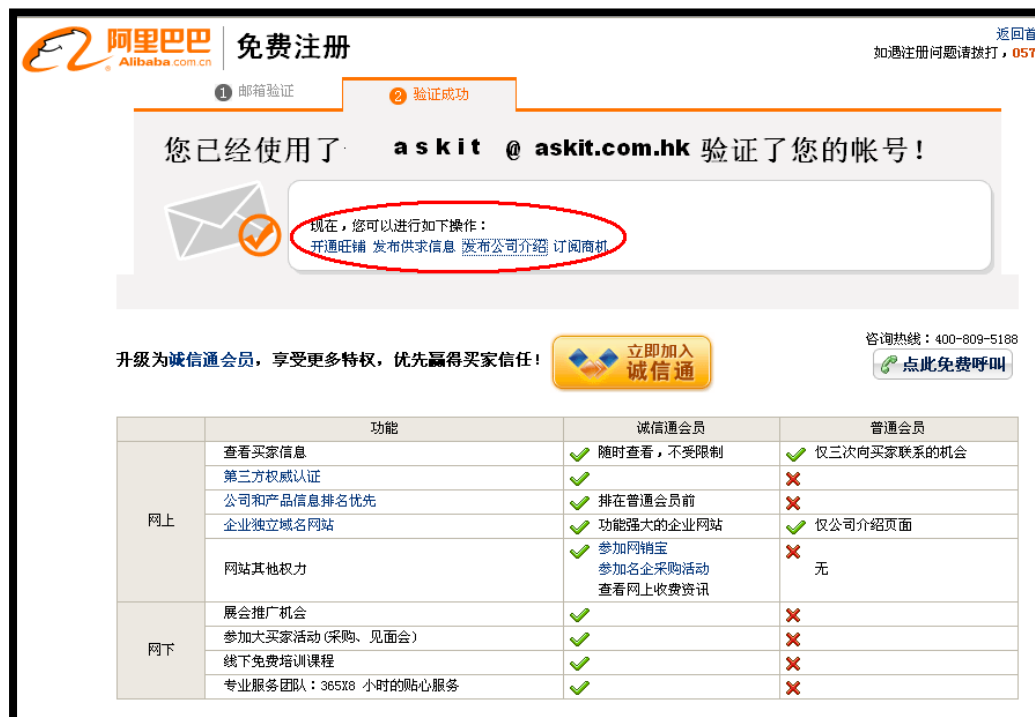 阿里巴巴
Alibaba.com.cn
免费注册
返回首
如遇注册问题请拨打，057
1 邮箱验证
2 验证成功
您已经使用了 askit @ askit.com.hk 验证了您的帐号！
现在，您可以进行如下操作：
开通旺铺 发布供求信息 发布公司介绍 订阅商机
升级为诚信通会员，享受更多特权，优先赢得买家信任！
立即加入
诚信通
咨询热线：400-809-5188
点此免费呼叫
功能 诚信通会员 普通会员
网上
查看买家信息 随时查看，不受限制 仅三次向买家联系的机会
第三方权威认证
公司和产品信息排名优先 排在普通会员前
企业独立域名网站 功能强大的企业网站 仅公司介绍页面
网站其他权力
参加网销宝
参加名企采购活动
查看网上收费资讯
无
网下
展会推广机会
参加大买家活动(采购、见面会)
线下免费培训课程
专业服务团队：365X8 小时的贴心服务